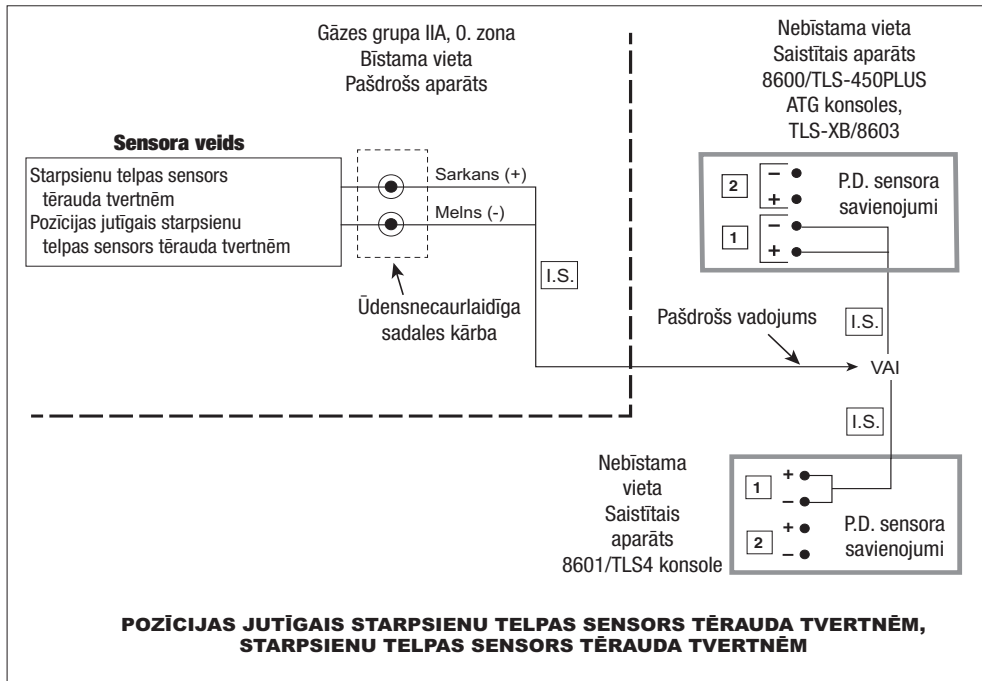 Gāzes grupa IIA, 0. zona
Bīstama vieta
Pašdrošs aparāts
Nebīstama vieta
Saistītais aparāts
8600/TLS-450PLUS
ATG konsoles,
TLS-XB/8603
Sensora veids
Starpsienu telpas sensors
tērauda tvertnēm
Pozīcijas jutīgais starpsienu
telpas sensors tērauda tvertnēm
Sarkans (+)
Melns (-)
I.S.
Ūdensnecaurlaidīga
sadales kārba
2
–
+
1
–
+
P.D. sensora
savienojumi
I.S.
Pašdrošs vadojums
VAI
I.S.
Nebīstama
vieta
Saistītais
aparāts
8601/TLS4 konsole
1
+
–
2
+
–
P.D. sensora
savienojumi
POZĪCIJAS JUTĪGAIS STARPSIENU TELPAS SENSORS TĒRAUDA TVERTNĒM,
STARPSIENU TELPAS SENSORS TĒRAUDA TVERTNĒM